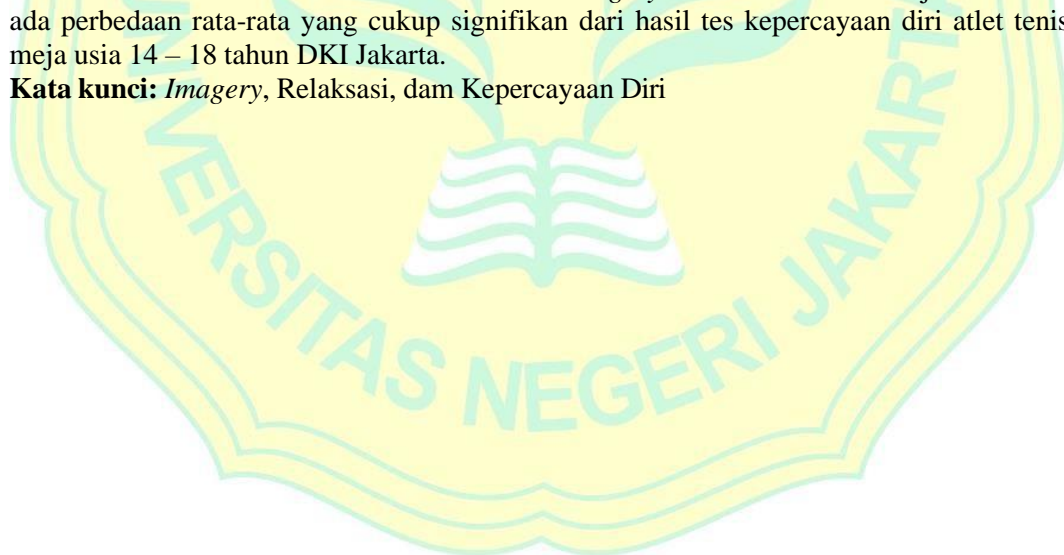 ada perbedaan rata-rata yang cukup signifikan dari hasil tes kepercayaan diri atlet tenis
meja usia 14 – 18 tahun DKI Jakarta.
Kata kunci: Imagery, Relaksasi, dam Kepercayaan Diri
UNIVERSITAS NEGERI JAKARTA